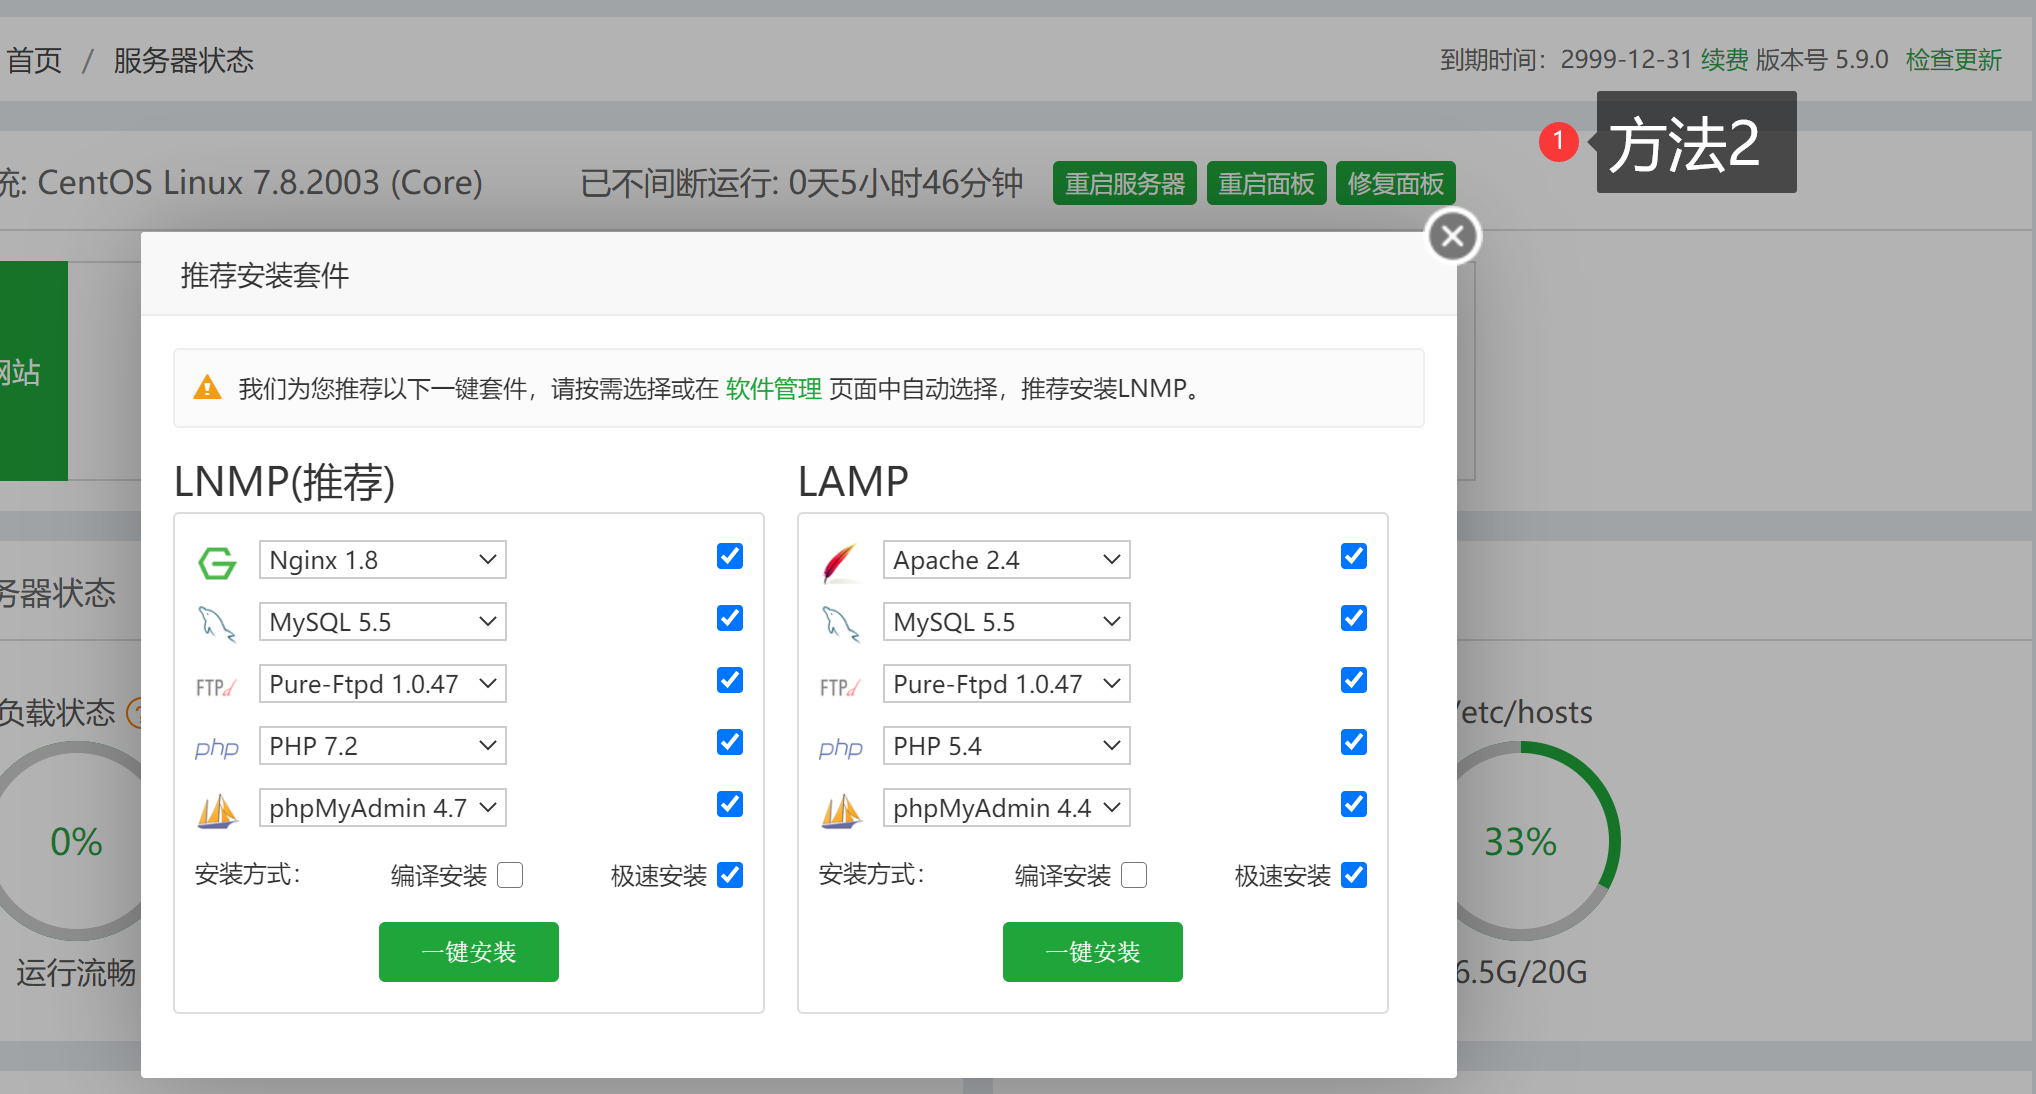 首页 / 服务器状态
到期时间：2999-12-31 续费 版本号 5.9.0 检查更新
1 方法2
统: CentOS Linux 7.8.2003 (Core)
已不间断运行: 0天5小时46分钟
重启服务器 重启面板 修复面板
网站
推荐安装套件
我们为您推荐以下一键套件，请按需选择或在 软件管理 页面中自动选择，推荐安装LNMP。
LNMP(推荐)
Nginx 1.8
MySQL 5.5
FTPd Pure-Ftpd 1.0.47
php PHP 7.2
phpMyAdmin 4.7
安装方式： 编译安装 极速安装
一键安装
LAMP
Apache 2.4
MySQL 5.5
FTPd Pure-Ftpd 1.0.47
php PHP 5.4
phpMyAdmin 4.4
安装方式： 编译安装 极速安装
一键安装
务器状态
负载状态
0%
运行流畅
/etc/hosts
33%
6.5G/20G